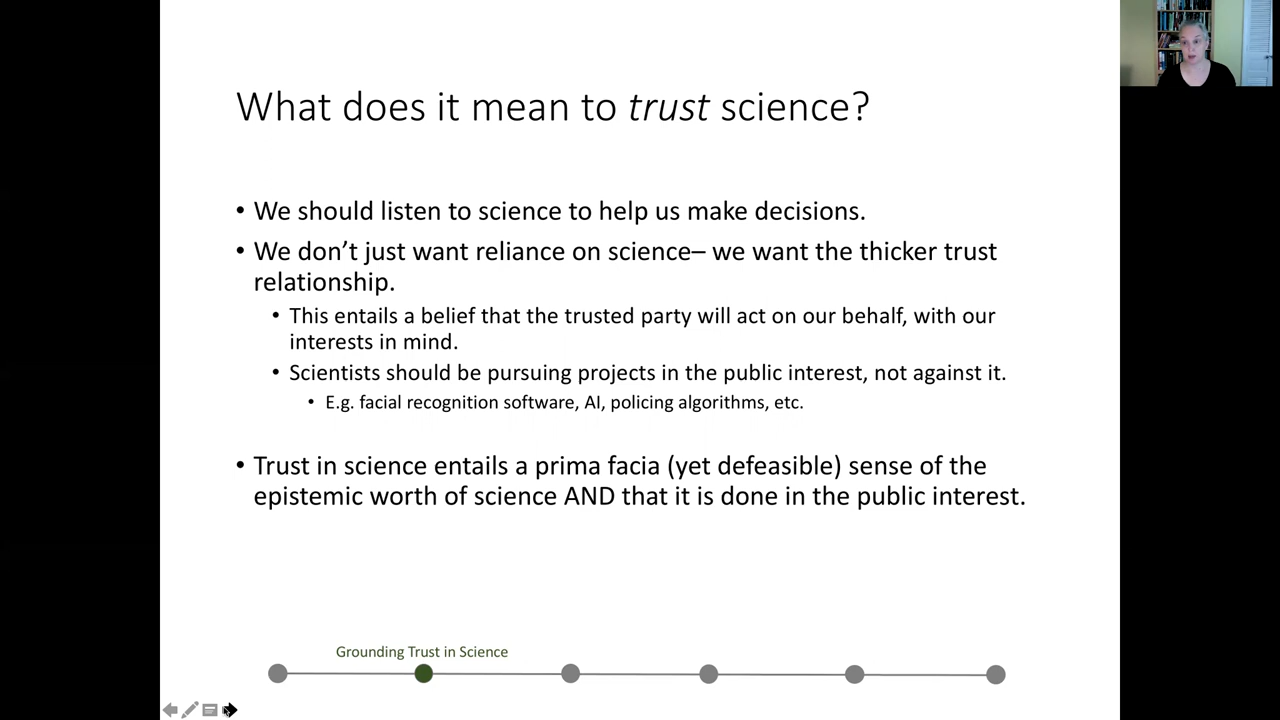 What does it mean to trust science?
• We should listen to science to help us make decisions.
• We don’t just want reliance on science– we want the thicker trust
relationship.
• This entails a belief that the trusted party will act on our behalf, with our
interests in mind.
• Scientists should be pursuing projects in the public interest, not against it.
• E.g. facial recognition software, AI, policing algorithms, etc.
• Trust in science entails a prima facia (yet defeasible) sense of the
epistemic worth of science AND that it is done in the public interest.
Grounding Trust in Science